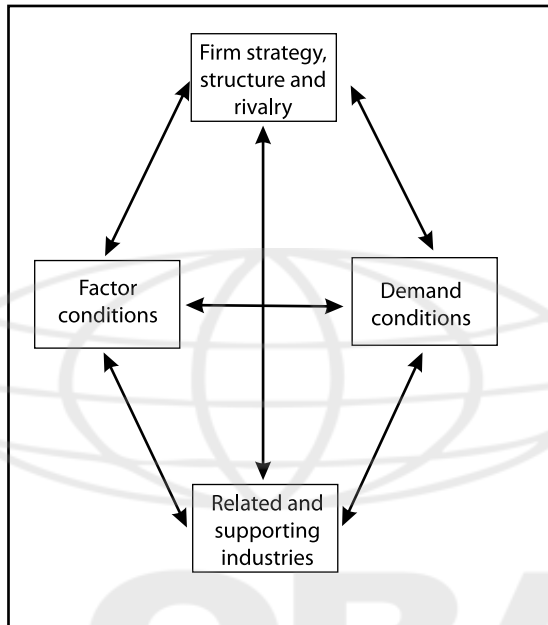 Firm strategy,
structure and
rivalry
Factor
conditions
Demand
conditions
Related and
supporting
industries